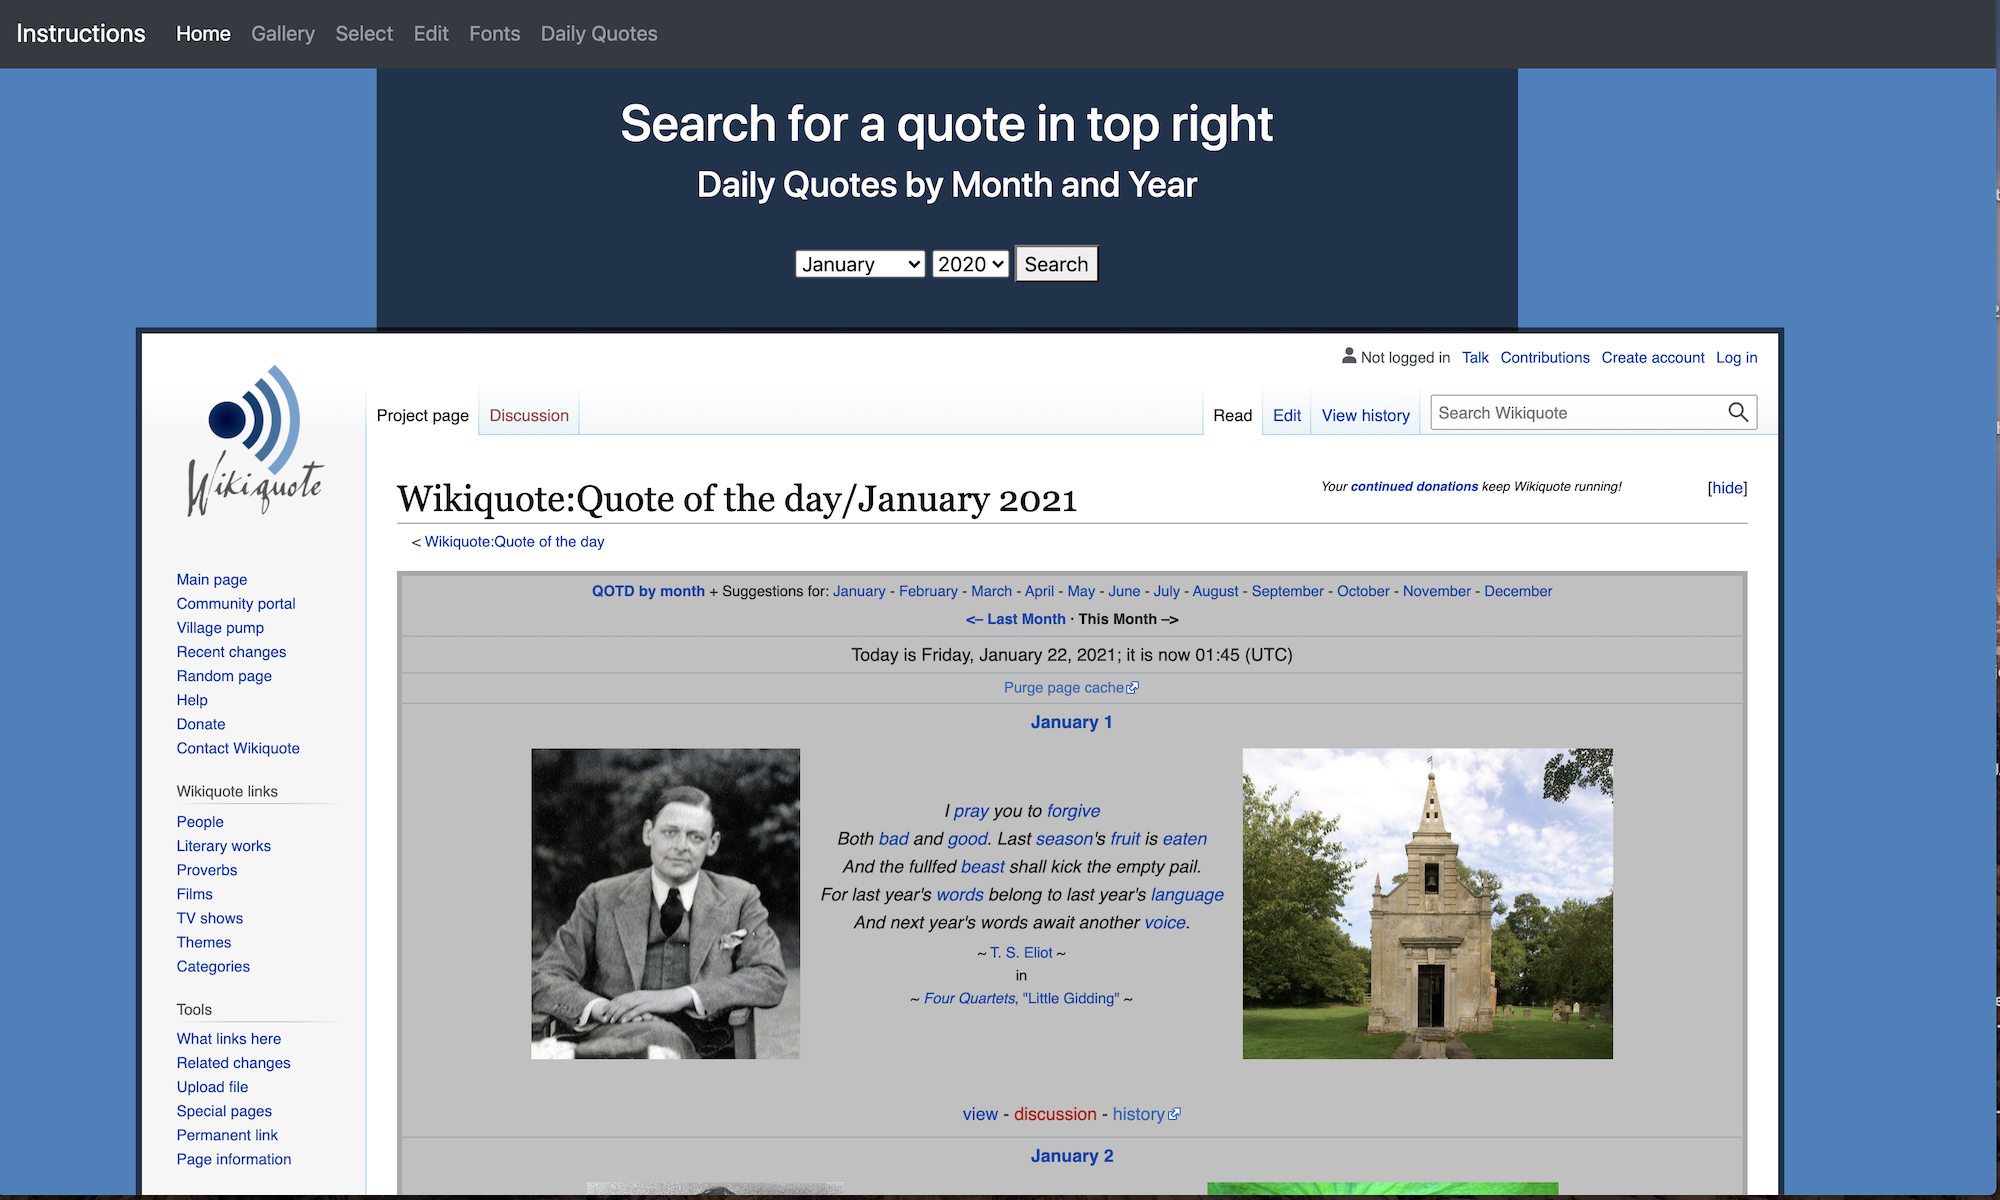 Instructions Home Gallery Select Edit Fonts Daily Quotes
Search for a quote in top right
Daily Quotes by Month and Year
January 2020 Search
Not logged in Talk Contributions Create account Log in
Project page Discussion Read Edit View history Search Wikiquote
Wikiquote
Wikiquote:Quote of the day/January 2021
Your continued donations keep Wikiquote running! [hide]
< Wikiquote:Quote of the day
Main page
Community portal
Village pump
Recent changes
Random page
Help
Donate
Contact Wikiquote
Wikiquote links
People
Literary works
Proverbs
Films
TV shows
Themes
Categories
Tools
What links here
Related changes
Upload file
Special pages
Permanent link
Page information
QOTD by month + Suggestions for: January - February - March - April - May - June - July - August - September - October - November - December
<– Last Month · This Month –>
Today is Friday, January 22, 2021; it is now 01:45 (UTC)
Purge page cache
January 1
I pray you to forgive
Both bad and good. Last season's fruit is eaten
And the fullfed beast shall kick the empty pail.
For last year's words belong to last year's language
And next year's words await another voice.
~ T. S. Eliot ~
in
~ Four Quartets, "Little Gidding" ~
view - discussion - history
January 2